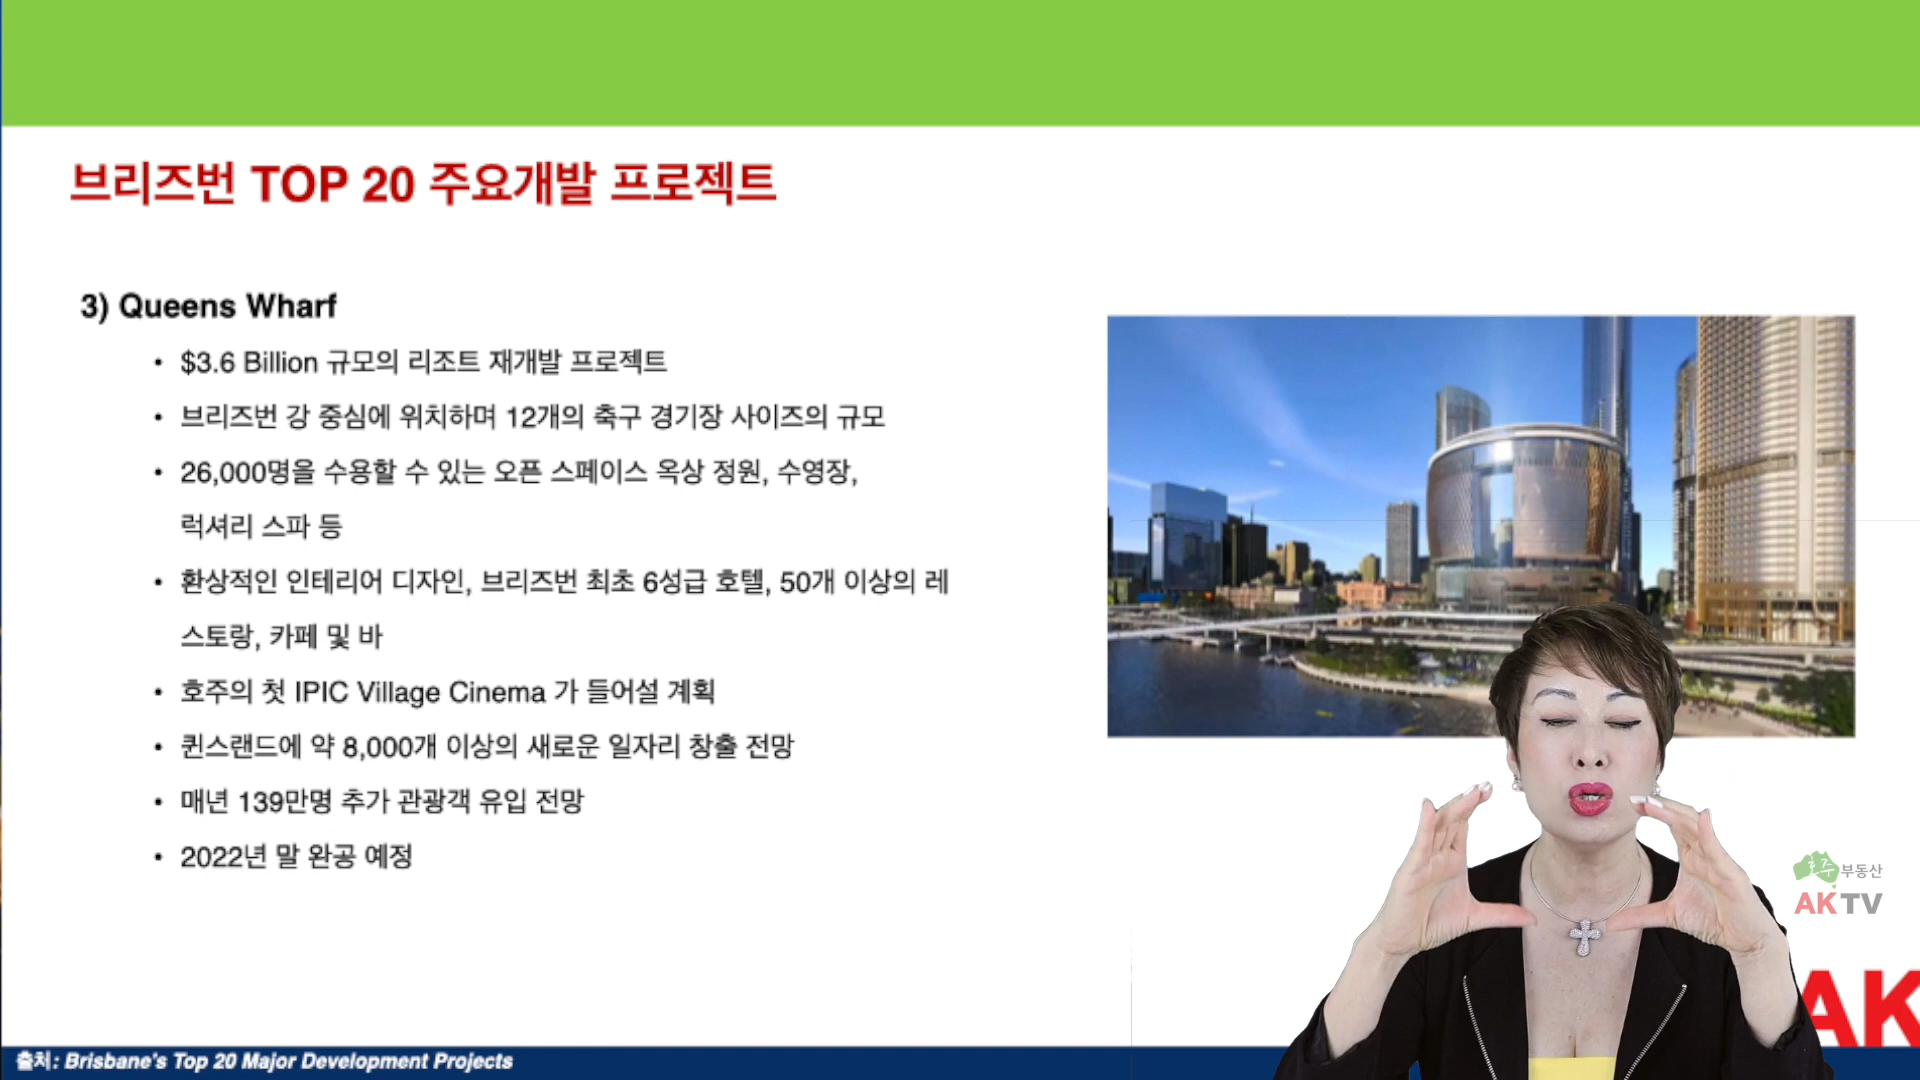 브리즈번 TOP 20 주요개발 프로젝트
3) Queens Wharf
• $3.6 Billion 규모의 리조트 재개발 프로젝트
• 브리즈번 강 중심에 위치하며 12개의 축구 경기장 사이즈의 규모
• 26,000명을 수용할 수 있는 오픈 스페이스 옥상 정원, 수영장,
럭셔리 스파 등
• 환상적인 인테리어 디자인, 브리즈번 최초 6성급 호텔, 50개 이상의 레
스토랑, 카페 및 바
• 호주의 첫 IPIC Village Cinema 가 들어설 계획
• 퀸스랜드에 약 8,000개 이상의 새로운 일자리 창출 전망
• 매년 139만명 추가 관광객 유입 전망
• 2022년 말 완공 예정
호주부동산
AKTV
AK
출처: Brisbane's Top 20 Major Development Projects